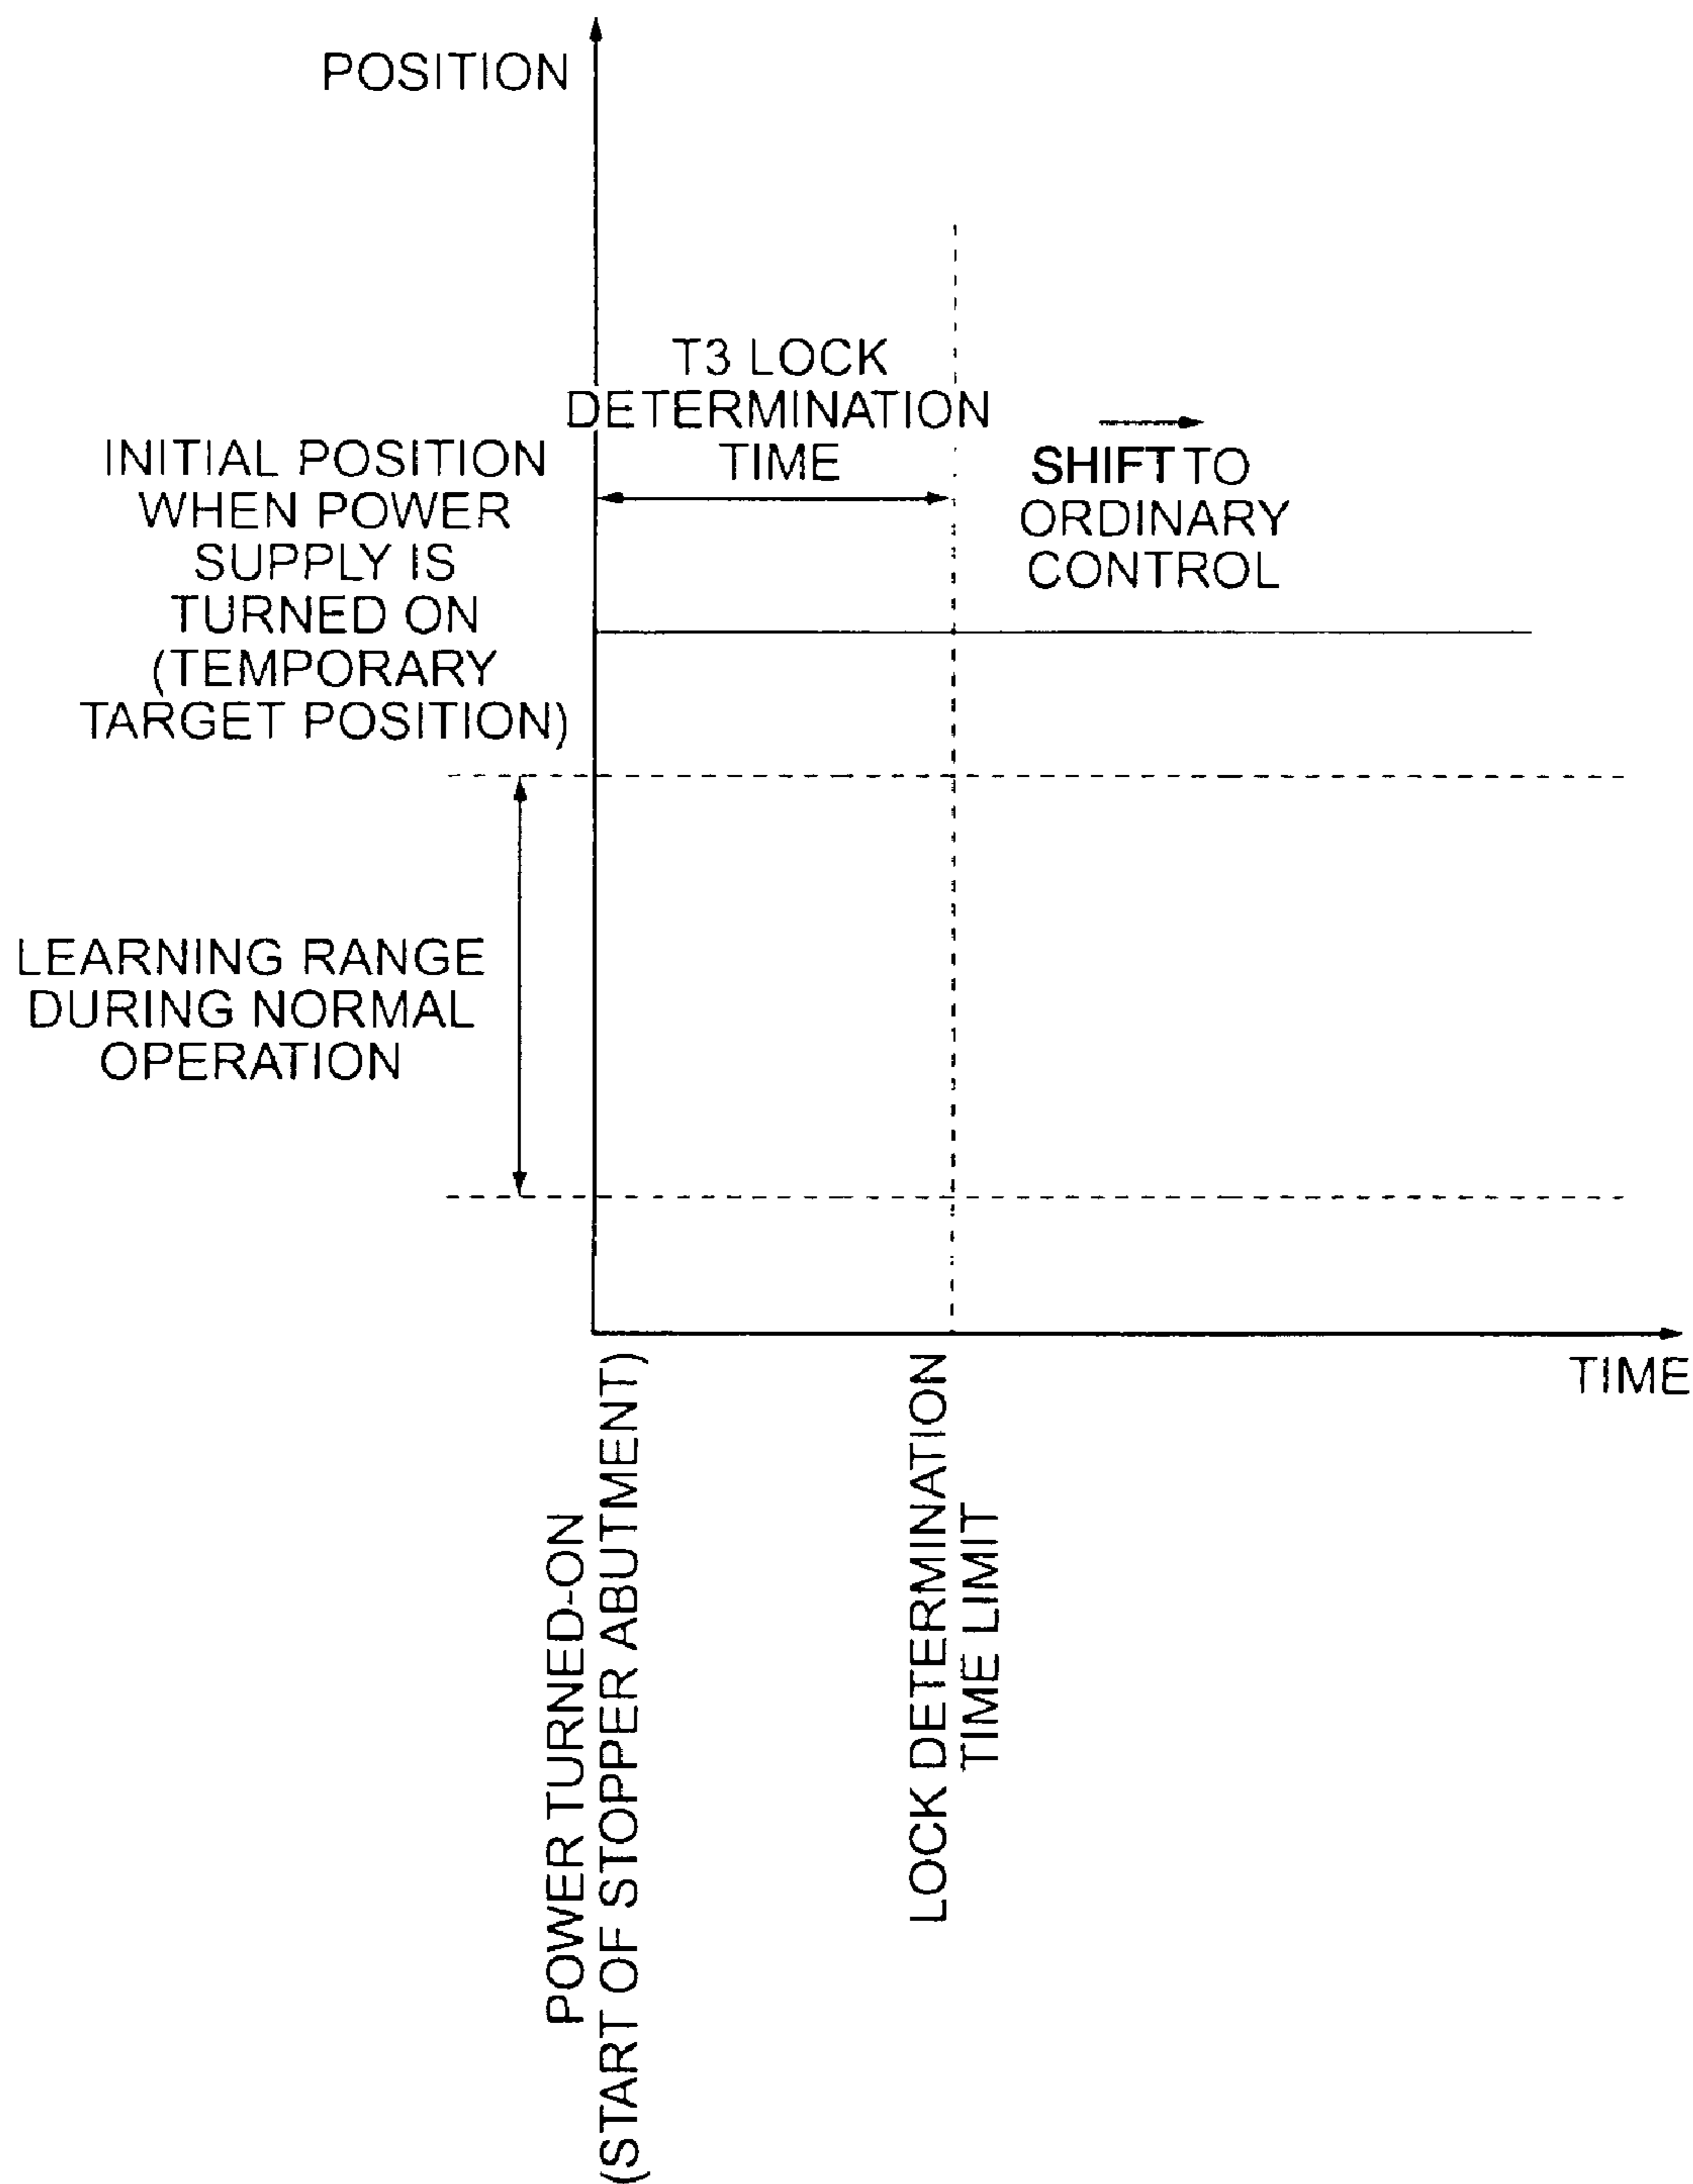 POSITION
T3 LOCK
DETERMINATION
TIME
SHIFT TO
ORDINARY
CONTROL
INITIAL POSITION
WHEN POWER
SUPPLY IS
TURNED ON
(TEMPORARY
TARGET POSITION)
LEARNING RANGE
DURING NORMAL
OPERATION
TIME
POWER TURNED-ON
(START OF STOPPER ABUTMENT)
LOCK DETERMINATION
TIME LIMIT